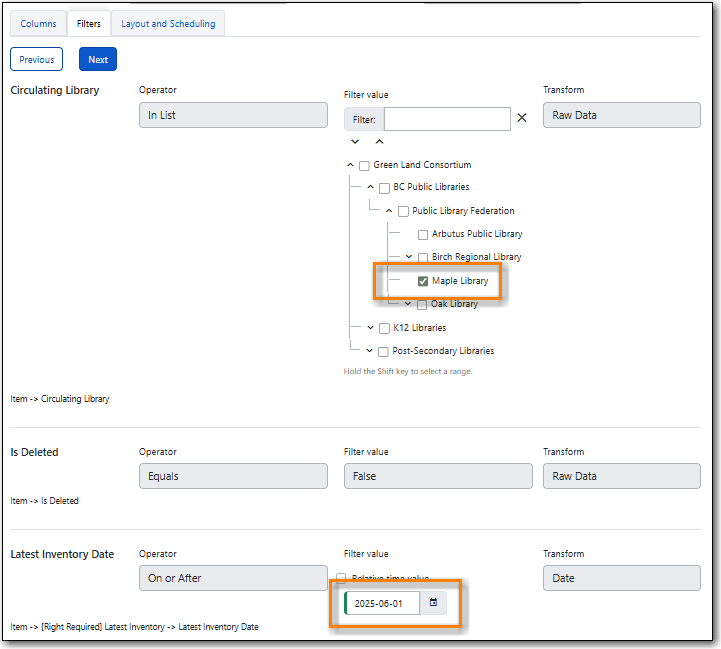 Columns Filters Layout and Scheduling
Previous Next
Circulating Library Operator Filter value Transform
In List Filter: Raw Data
Green Land Consortium
BC Public Libraries
Public Library Federation
Arbutus Public Library
Birch Regional Library
Maple Library
Oak Library
K12 Libraries
Post-Secondary Libraries
Hold the Shift key to select a range.
Item -> Circulating Library
Is Deleted Operator Filter value Transform
Equals False Raw Data
Item -> Is Deleted
Latest Inventory Date Operator Filter value Transform
On or After Relative time value Date
2025-06-01
Item -> [Right Required] Latest Inventory -> Latest Inventory Date